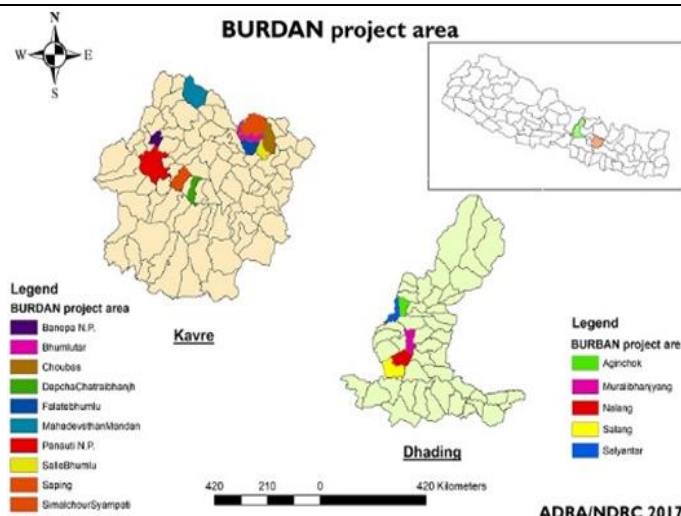 BURDAN project area
N
W E
S
Legend
BURDAN project area
Banepa N.P.
Bhumlutar
Choubas
DapchaChatraibhanjh
Falatebhumlu
MahadevsthanMandan
Panauti N.P.
SalleBhumlu
Saping
SimalchourSyampati
Kavre
Dhading
Legend
BURBAN project area
Aginchok
Muralibhanjyang
Nalang
Salang
Salyantar
420 210 0 420 Kilometers
ADRA/NDRC 2017